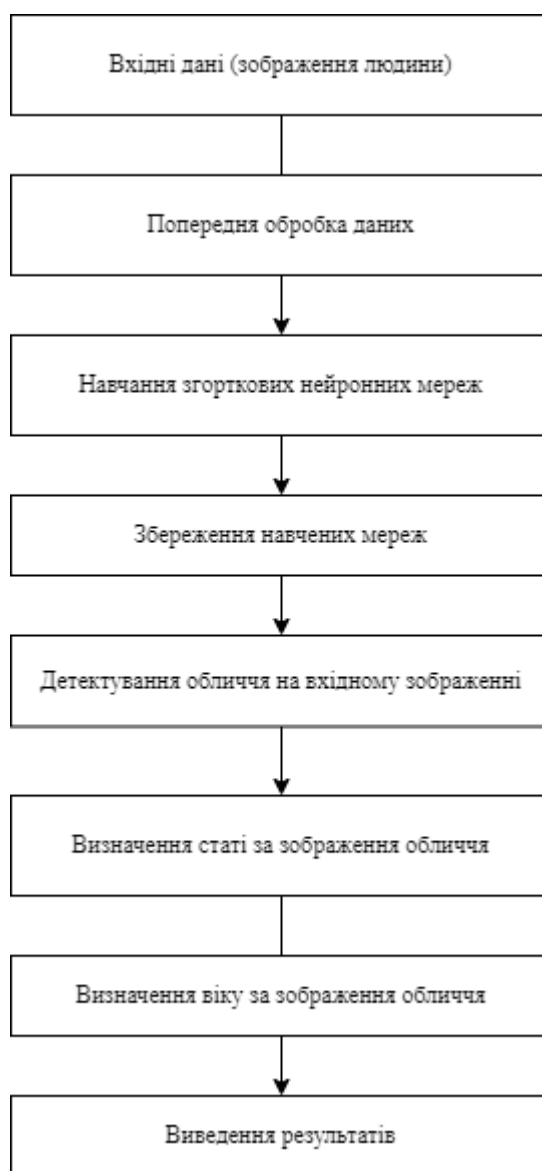 Вхідні дані (зображення людини)
Попередня обробка даних
Навчання згорткових нейронних мереж
Збереження навчених мереж
Детектування обличчя на вхідному зображенні
Визначення статі за зображення обличчя
Визначення віку за зображення обличчя
Виведення результатів